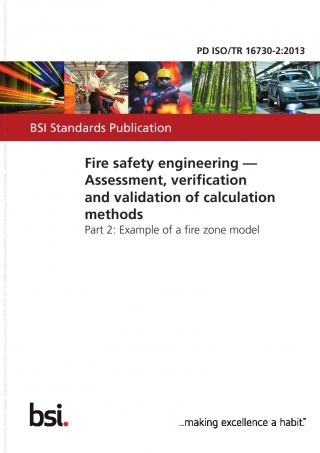 PD ISO/TR 16730-2:2013
BSI Standards Publication
Fire safety engineering —
Assessment, verification
and validation of calculation
methods
Part 2: Example of a fire zone model
bsi.
...making excellence a habit.™